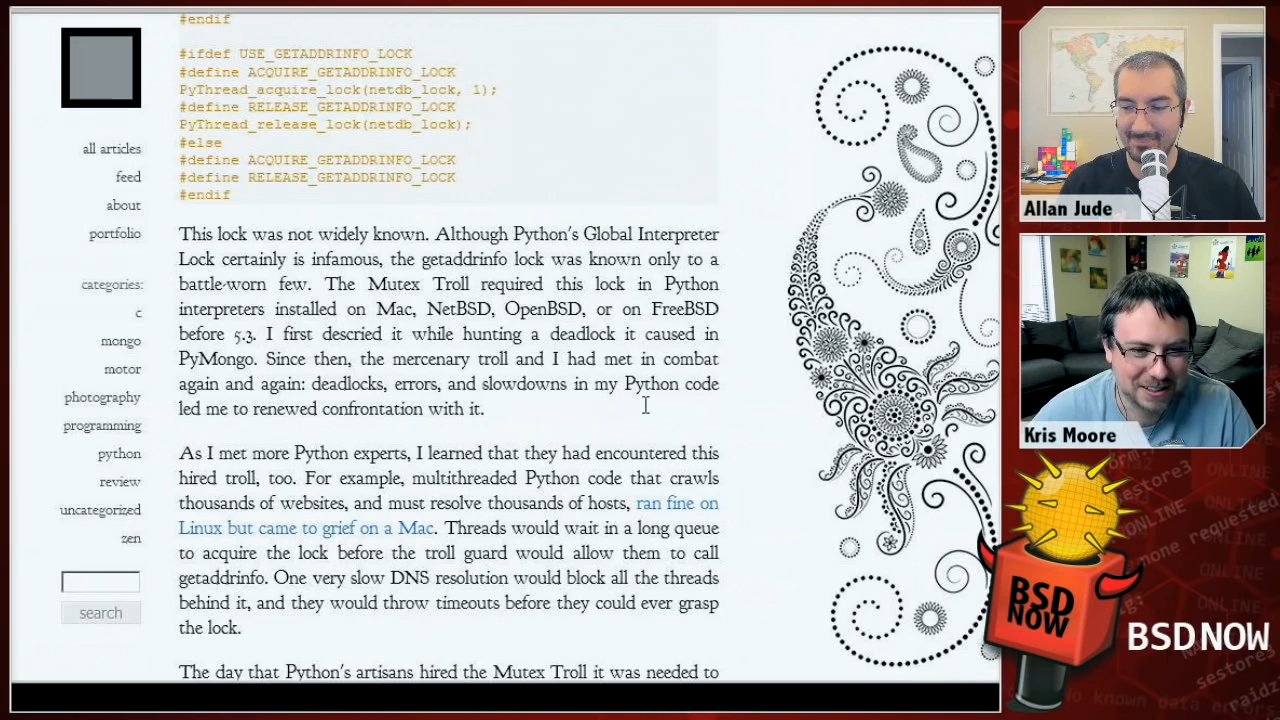 #endif
#ifdef USE_GETADDRINFO_LOCK
#define ACQUIRE_GETADDRINFO_LOCK
PyThread_acquire_lock(netdb_lock, 1);
#define RELEASE_GETADDRINFO_LOCK
PyThread_release_lock(netdb_lock);
#else
#define ACQUIRE_GETADDRINFO_LOCK
#define RELEASE_GETADDRINFO_LOCK
#endif
all articles
feed
about
portfolio
categories:
c
mongo
motor
photography
programming
python
review
uncategorized
zen
search
This lock was not widely known. Although Python's Global Interpreter
Lock certainly is infamous, the getaddrinfo lock was known only to a
battle-worn few. The Mutex Troll required this lock in Python
interpreters installed on Mac, NetBSD, OpenBSD, or on FreeBSD
before 5.3. I first descried it while hunting a deadlock it caused in
PyMongo. Since then, the mercenary troll and I had met in combat
again and again: deadlocks, errors, and slowdowns in my Python code
led me to renewed confrontation with it.
As I met more Python experts, I learned that they had encountered this
hired troll, too. For example, multithreaded Python code that crawls
thousands of websites, and must resolve thousands of hosts, ran fine on
Linux but came to grief on a Mac. Threads would wait in a long queue
to acquire the lock before the troll guard would allow them to call
getaddrinfo. One very slow DNS resolution would block all the threads
behind it, and they would throw timeouts before they could ever grasp
the lock.
The day that Python's artisans hired the Mutex Troll it was needed to
Allan Jude
Kris Moore
BSD
NOW
BSDNOW
ONLINE
ONLINE
none requested
ONLINE
ONLINE
sestore3
No known data errors